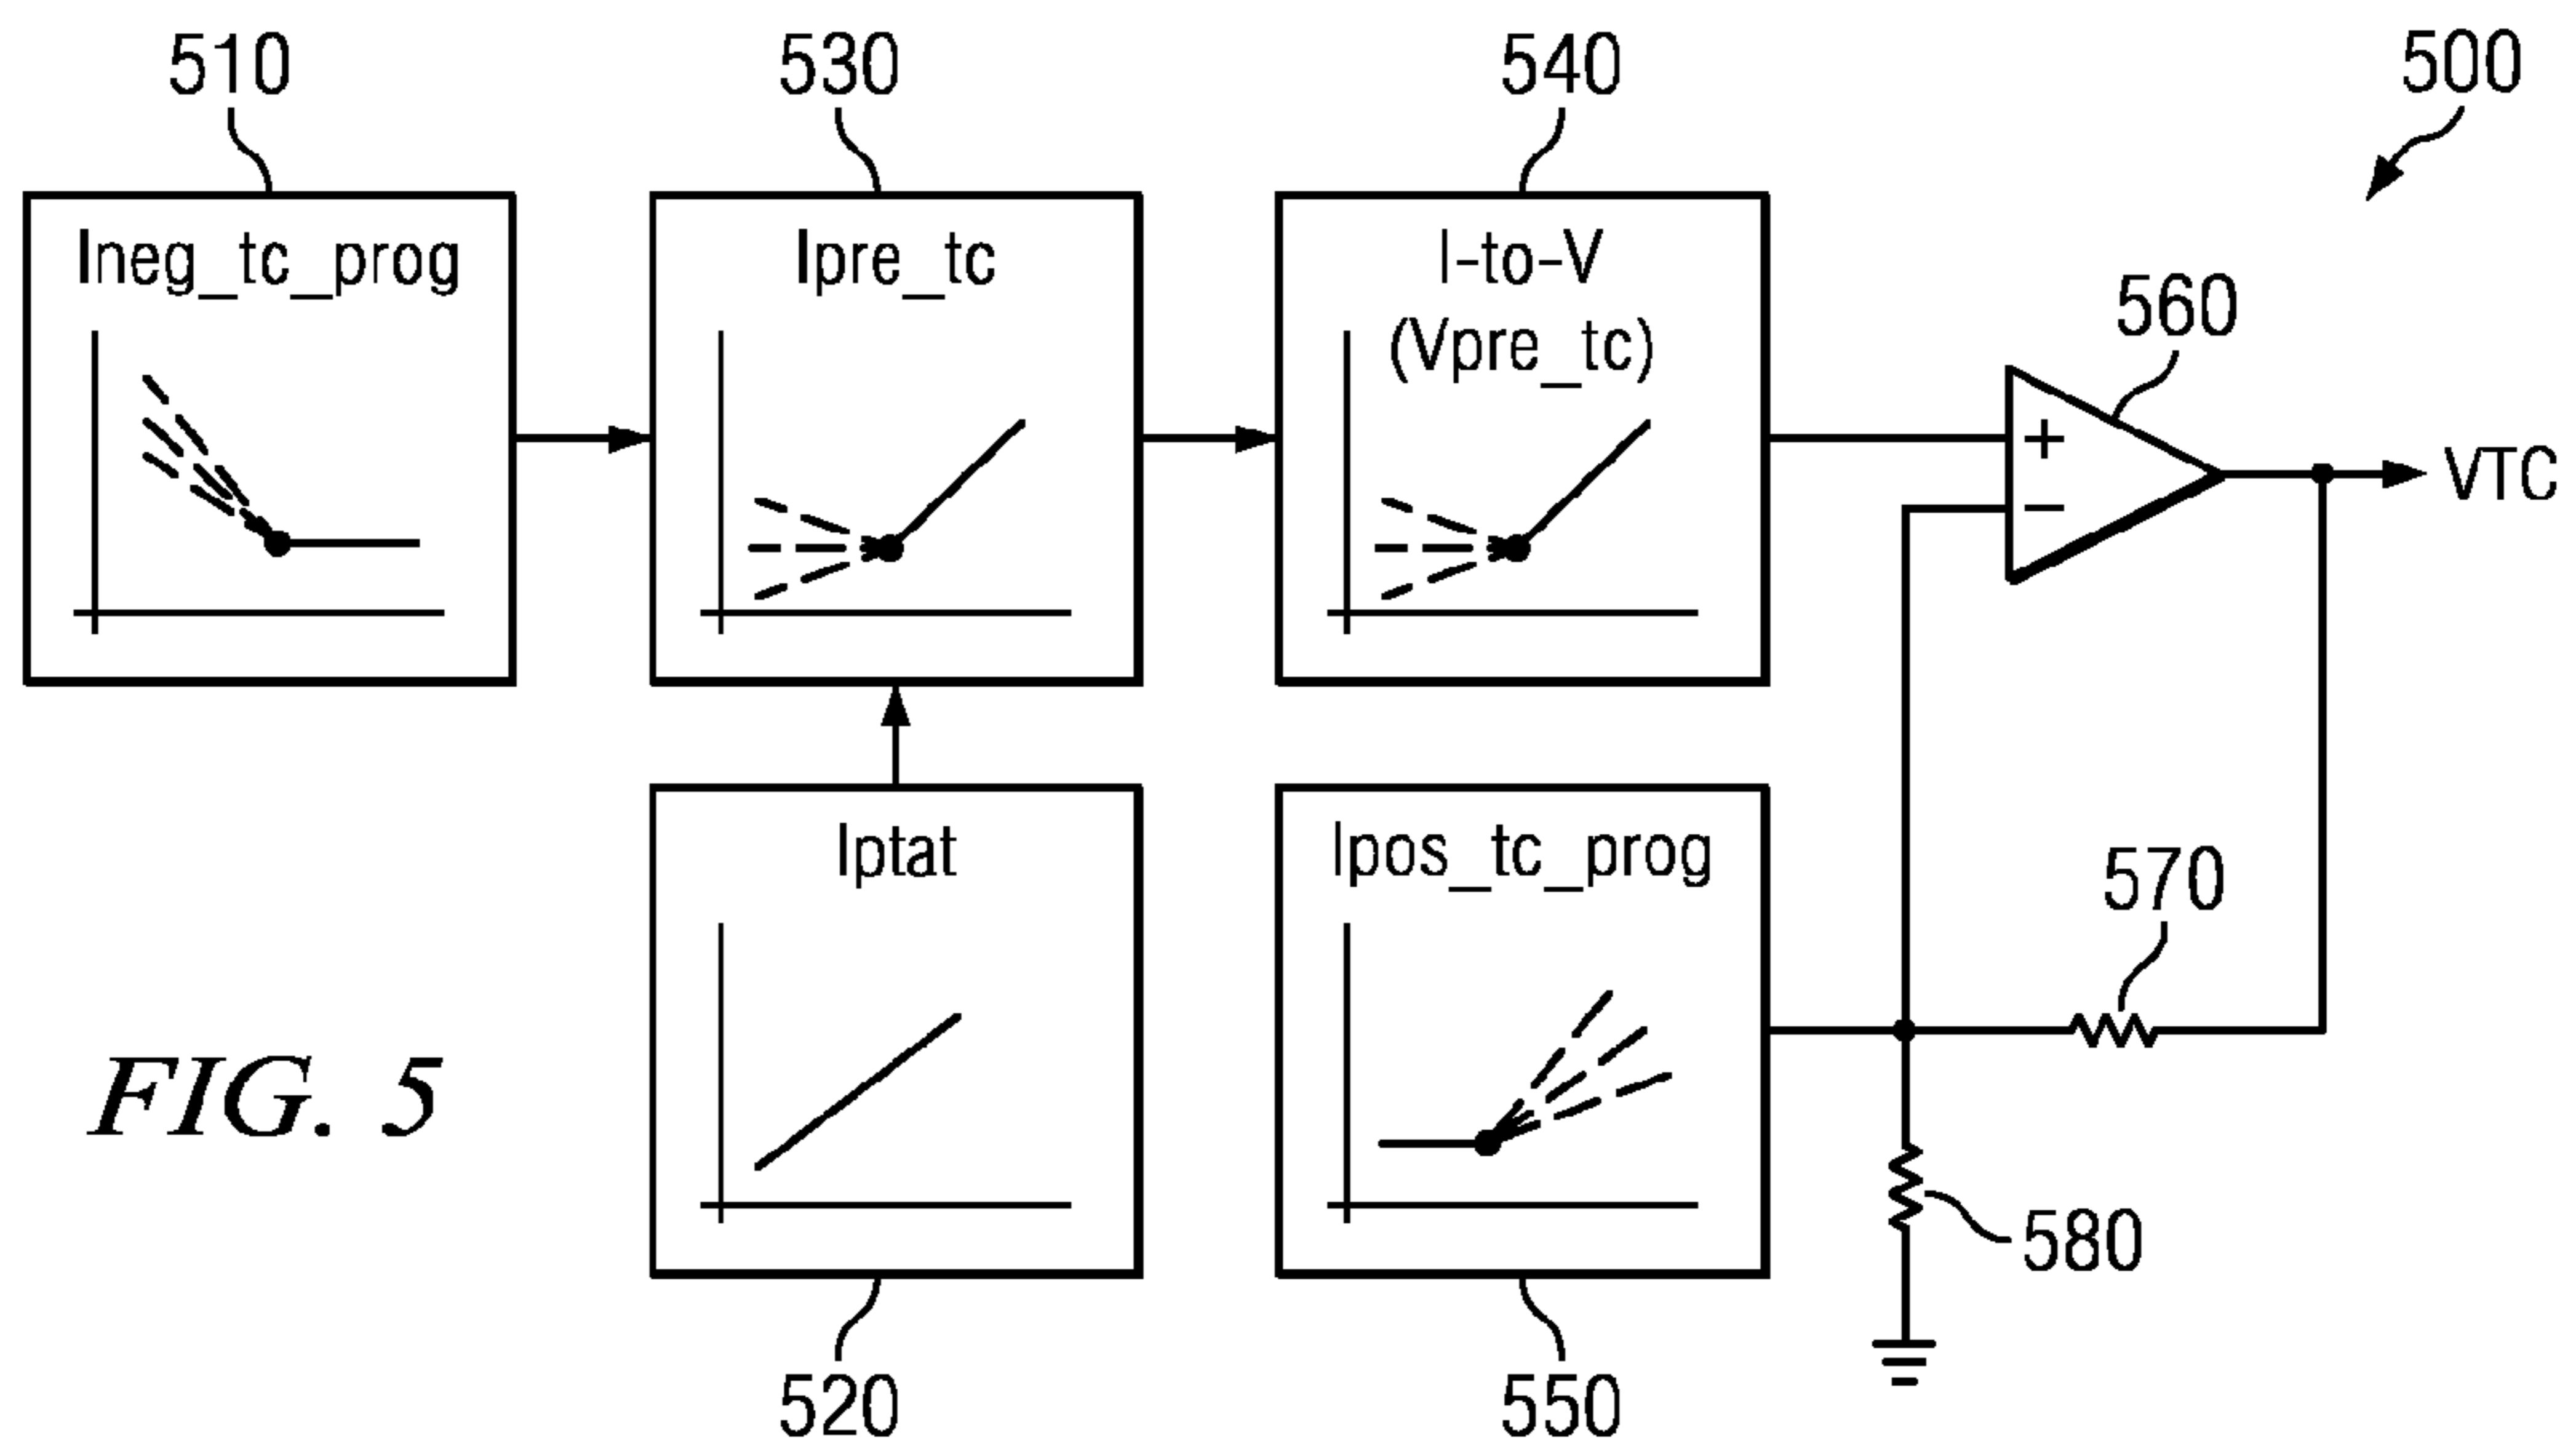 510
530
540
500
Ineg_tc_prog
Ipre_tc
I-to-V
(Vpre_tc)
560
+
−
VTC
Iptat
Ipos_tc_prog
570
580
FIG. 5
520
550